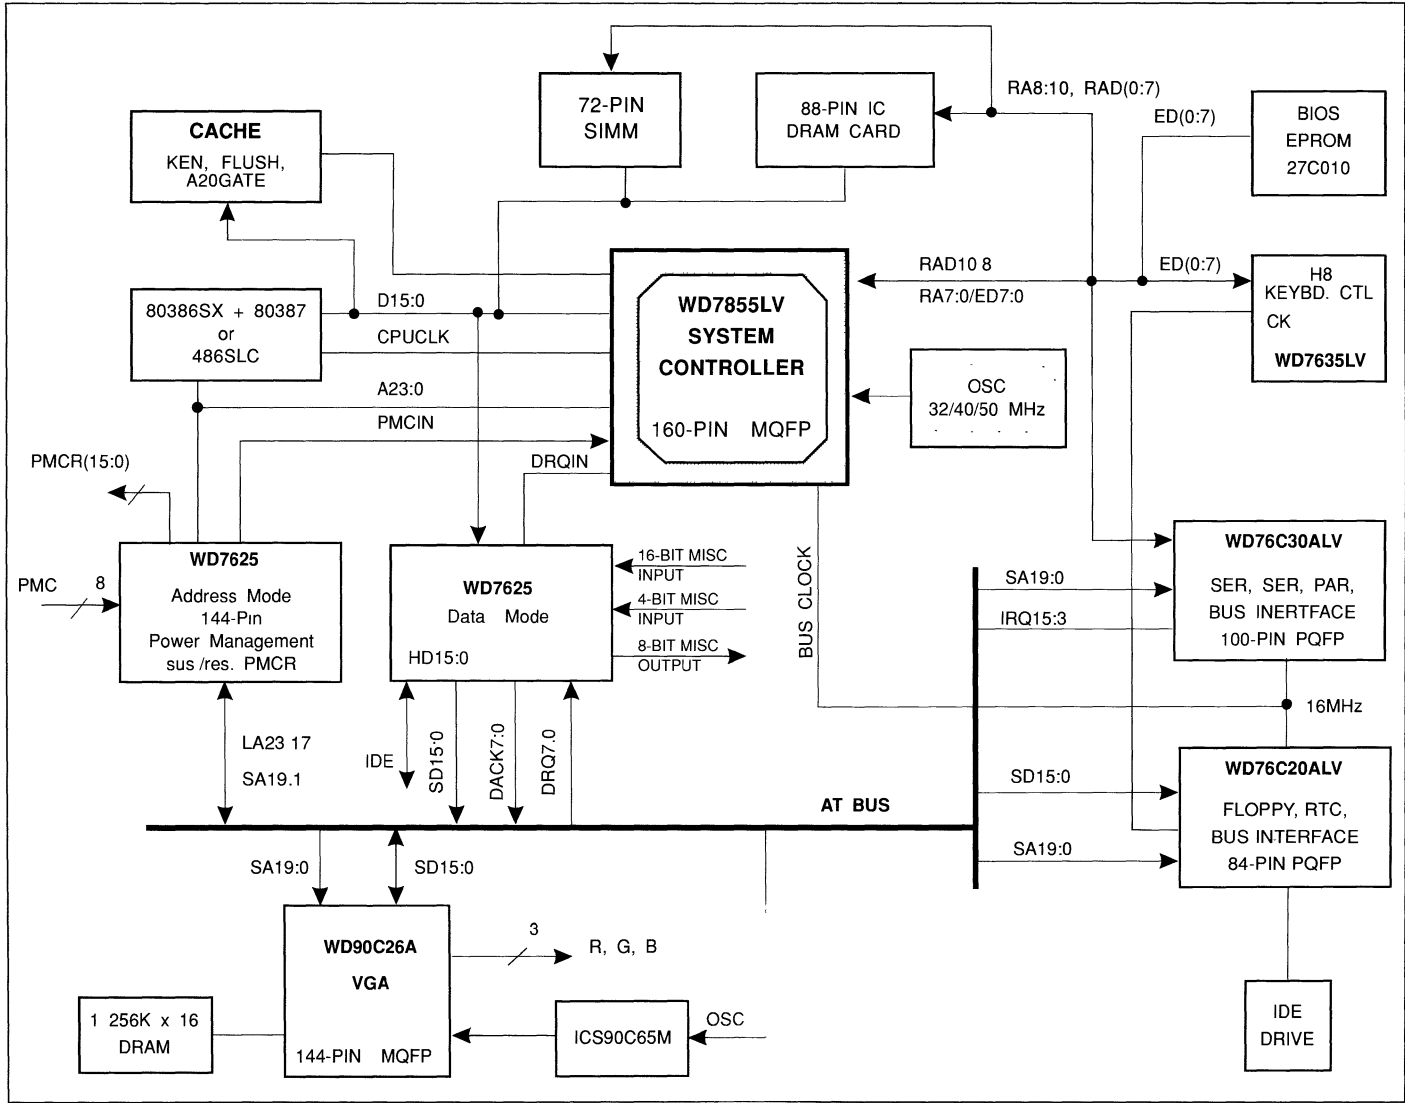 72-PIN
SIMM
88-PIN IC
DRAM CARD
RA8:10, RAD(0:7)
ED(0:7)
BIOS
EPROM
27C010
CACHE
KEN, FLUSH,
A20GATE
RAD10 8
RA7:0/ED7:0
ED(0:7)
H8
KEYBD. CTL
CK
WD7635LV
80386SX + 80387
or
486SLC
D15:0
CPUCLK
A23:0
PMCIN
DRQIN
WD7855LV
SYSTEM
CONTROLLER
160-PIN MQFP
OSC
32/40/50 MHz
PMCR(15:0)
PMC
8
WD7625
Address Mode
144-Pin
Power Management
sus /res. PMCR
WD7625
Data Mode
HD15:0
16-BIT MISC
INPUT
4-BIT MISC
INPUT
8-BIT MISC
OUTPUT
BUS CLOCK
SA19:0
IRQ15:3
WD76C30ALV
SER, SER, PAR,
BUS INERTFACE
100-PIN PQFP
16MHz
LA23 17
SA19.1
IDE
SD15:0
DACK7:0
DRQ7.0
AT BUS
SD15:0
SA19:0
WD76C20ALV
FLOPPY, RTC,
BUS INTERFACE
84-PIN PQFP
SA19:0
SD15:0
WD90C26A
VGA
144-PIN MQFP
3
R, G, B
1 256K x 16
DRAM
ICS90C65M
OSC
IDE
DRIVE